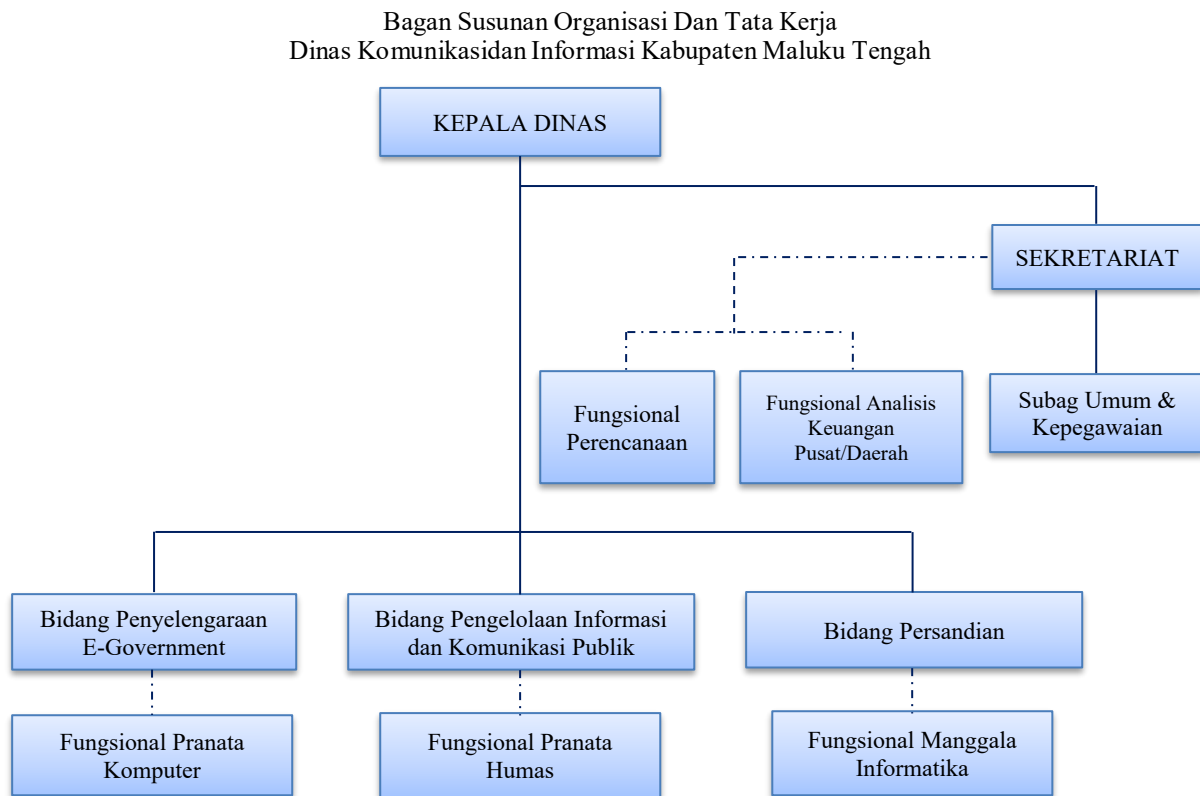 Bagan Susunan Organisasi Dan Tata Kerja
Dinas Komunikasidan Informasi Kabupaten Maluku Tengah
KEPALA DINAS
SEKRETARIAT
Fungsional
Perencanaan
Fungsional Analisis
Keuangan
Pusat/Daerah
Subag Umum &
Kepegawaian
Bidang Penyelengaraan
E-Government
Bidang Pengelolaan Informasi
dan Komunikasi Publik
Bidang Persandian
Fungsional Pranata
Komputer
Fungsional Pranata
Humas
Fungsional Manggala
Informatika